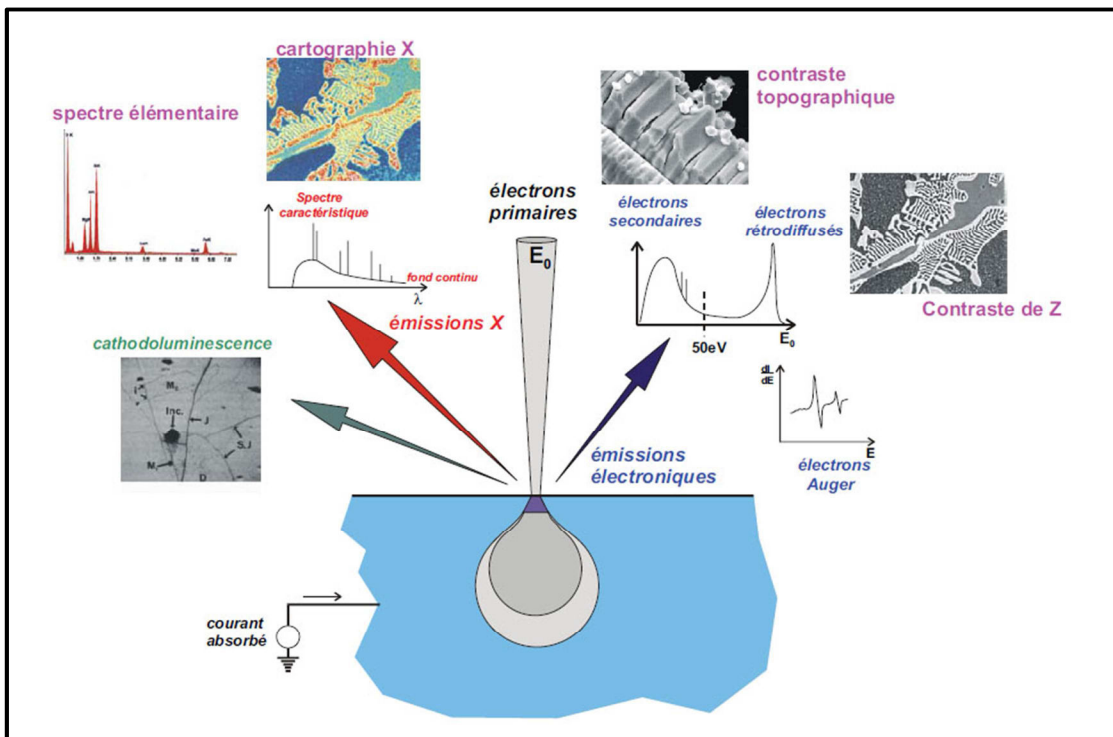 cartographie X
spectre élémentaire
contraste
topographique
électrons
primaires
Spectre
caractéristique
fond continu
λ
émissions X
E₀
électrons
secondaires
électrons
rétrodiffusés
50eV
E₀
Contraste de Z
cathodoluminescence
Inc.
J
S.J
D
dE
E
électrons
Auger
émissions
électroniques
courant
absorbé